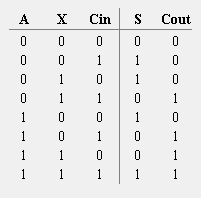 A X Cin S Cout
0 0 0 0 0
0 0 1 1 0
0 1 0 1 0
0 1 1 0 1
1 0 0 1 0
1 0 1 0 1
1 1 0 0 1
1 1 1 1 1